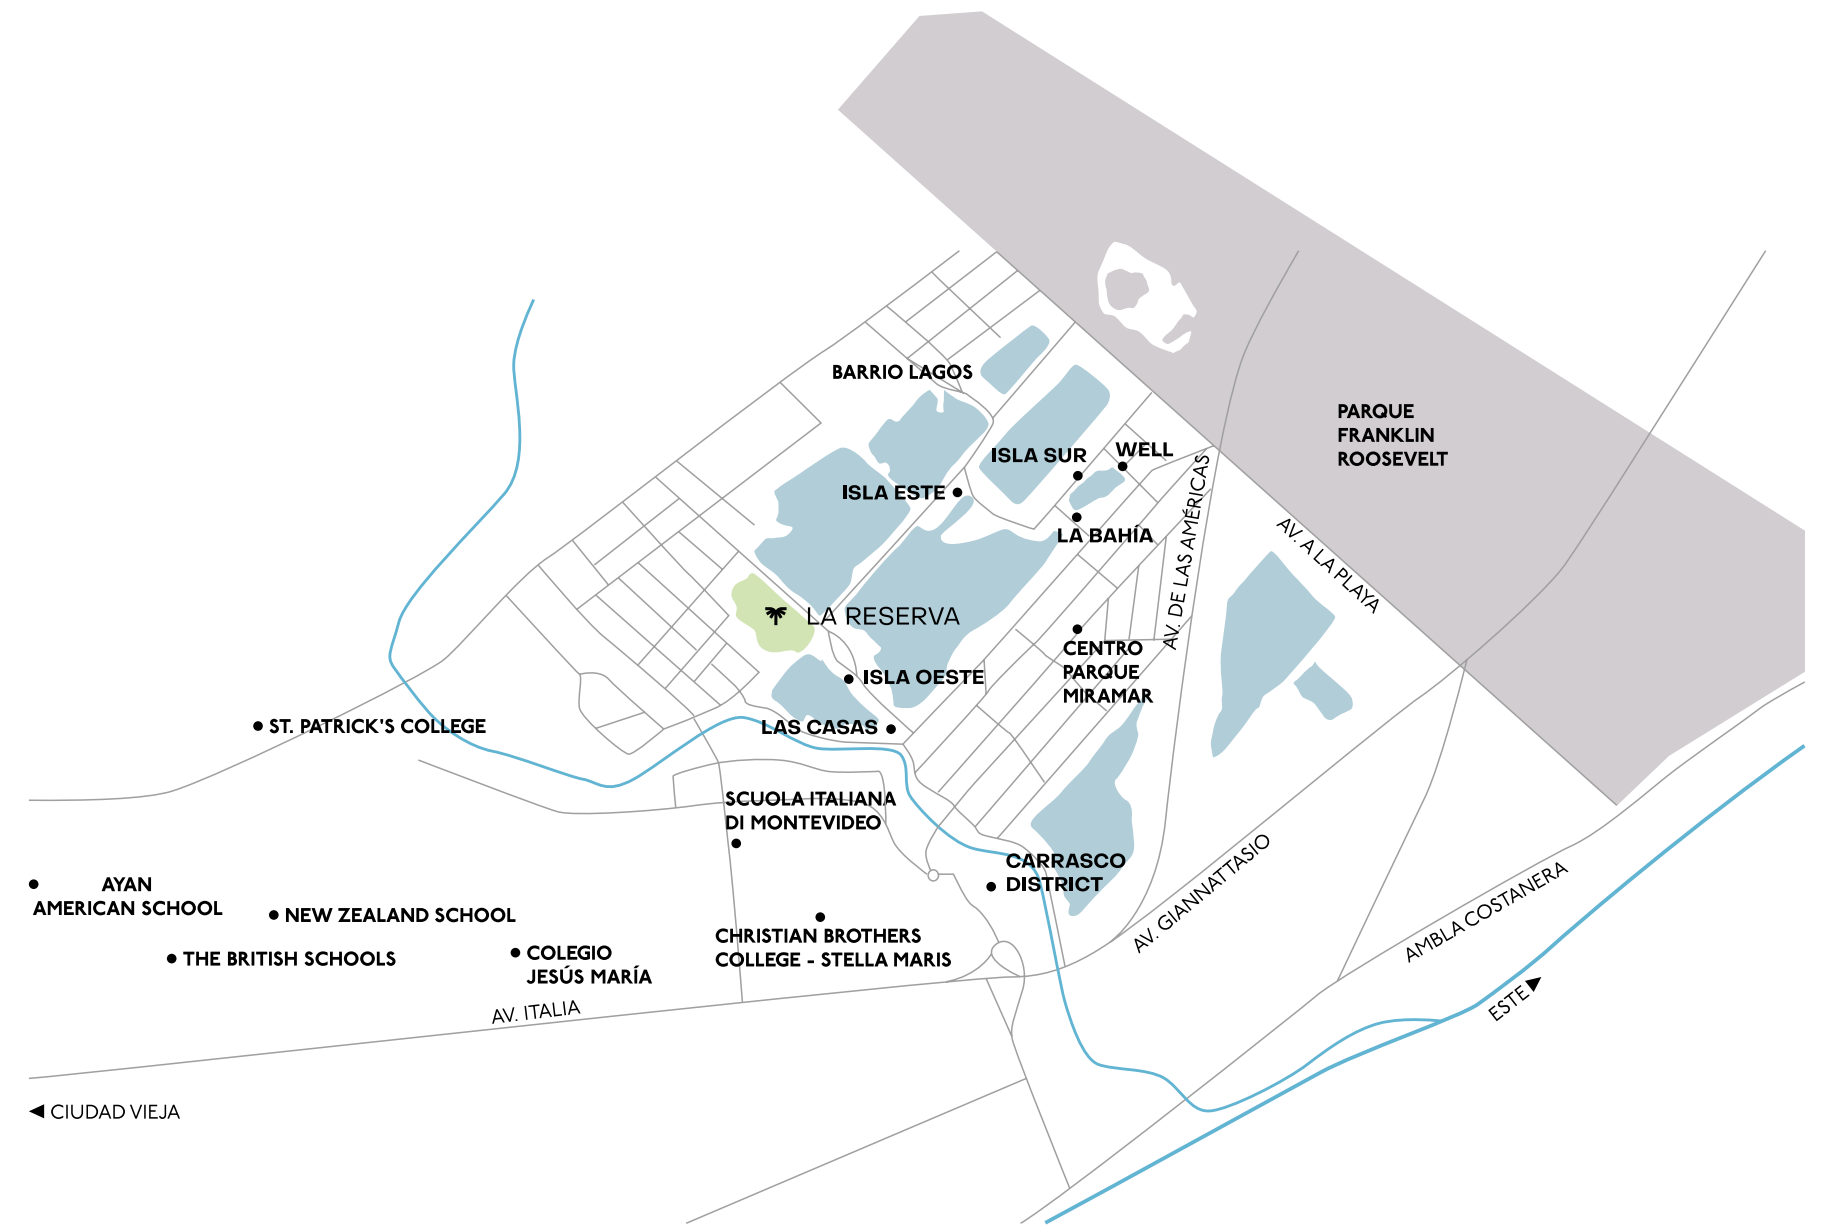 BARRIO LAGOS
PARQUE
FRANKLIN
ROOSEVELT
ISLA SUR
WELL
ISLA ESTE
LA BAHÍA
AV. DE LAS AMÉRICAS
AV. A LA PLAYA
LA RESERVA
CENTRO
PARQUE
MIRAMAR
ISLA OESTE
LAS CASAS
ST. PATRICK'S COLLEGE
SCUOLA ITALIANA
DI MONTEVIDEO
CARRASCO
DISTRICT
AV. GIANNATTASIO
AMBLA COSTANERA
AYAN
AMERICAN SCHOOL
NEW ZEALAND SCHOOL
THE BRITISH SCHOOLS
COLEGIO
JESÚS MARÍA
CHRISTIAN BROTHERS
COLLEGE - STELLA MARIS
AV. ITALIA
ESTE
CIUDAD VIEJA